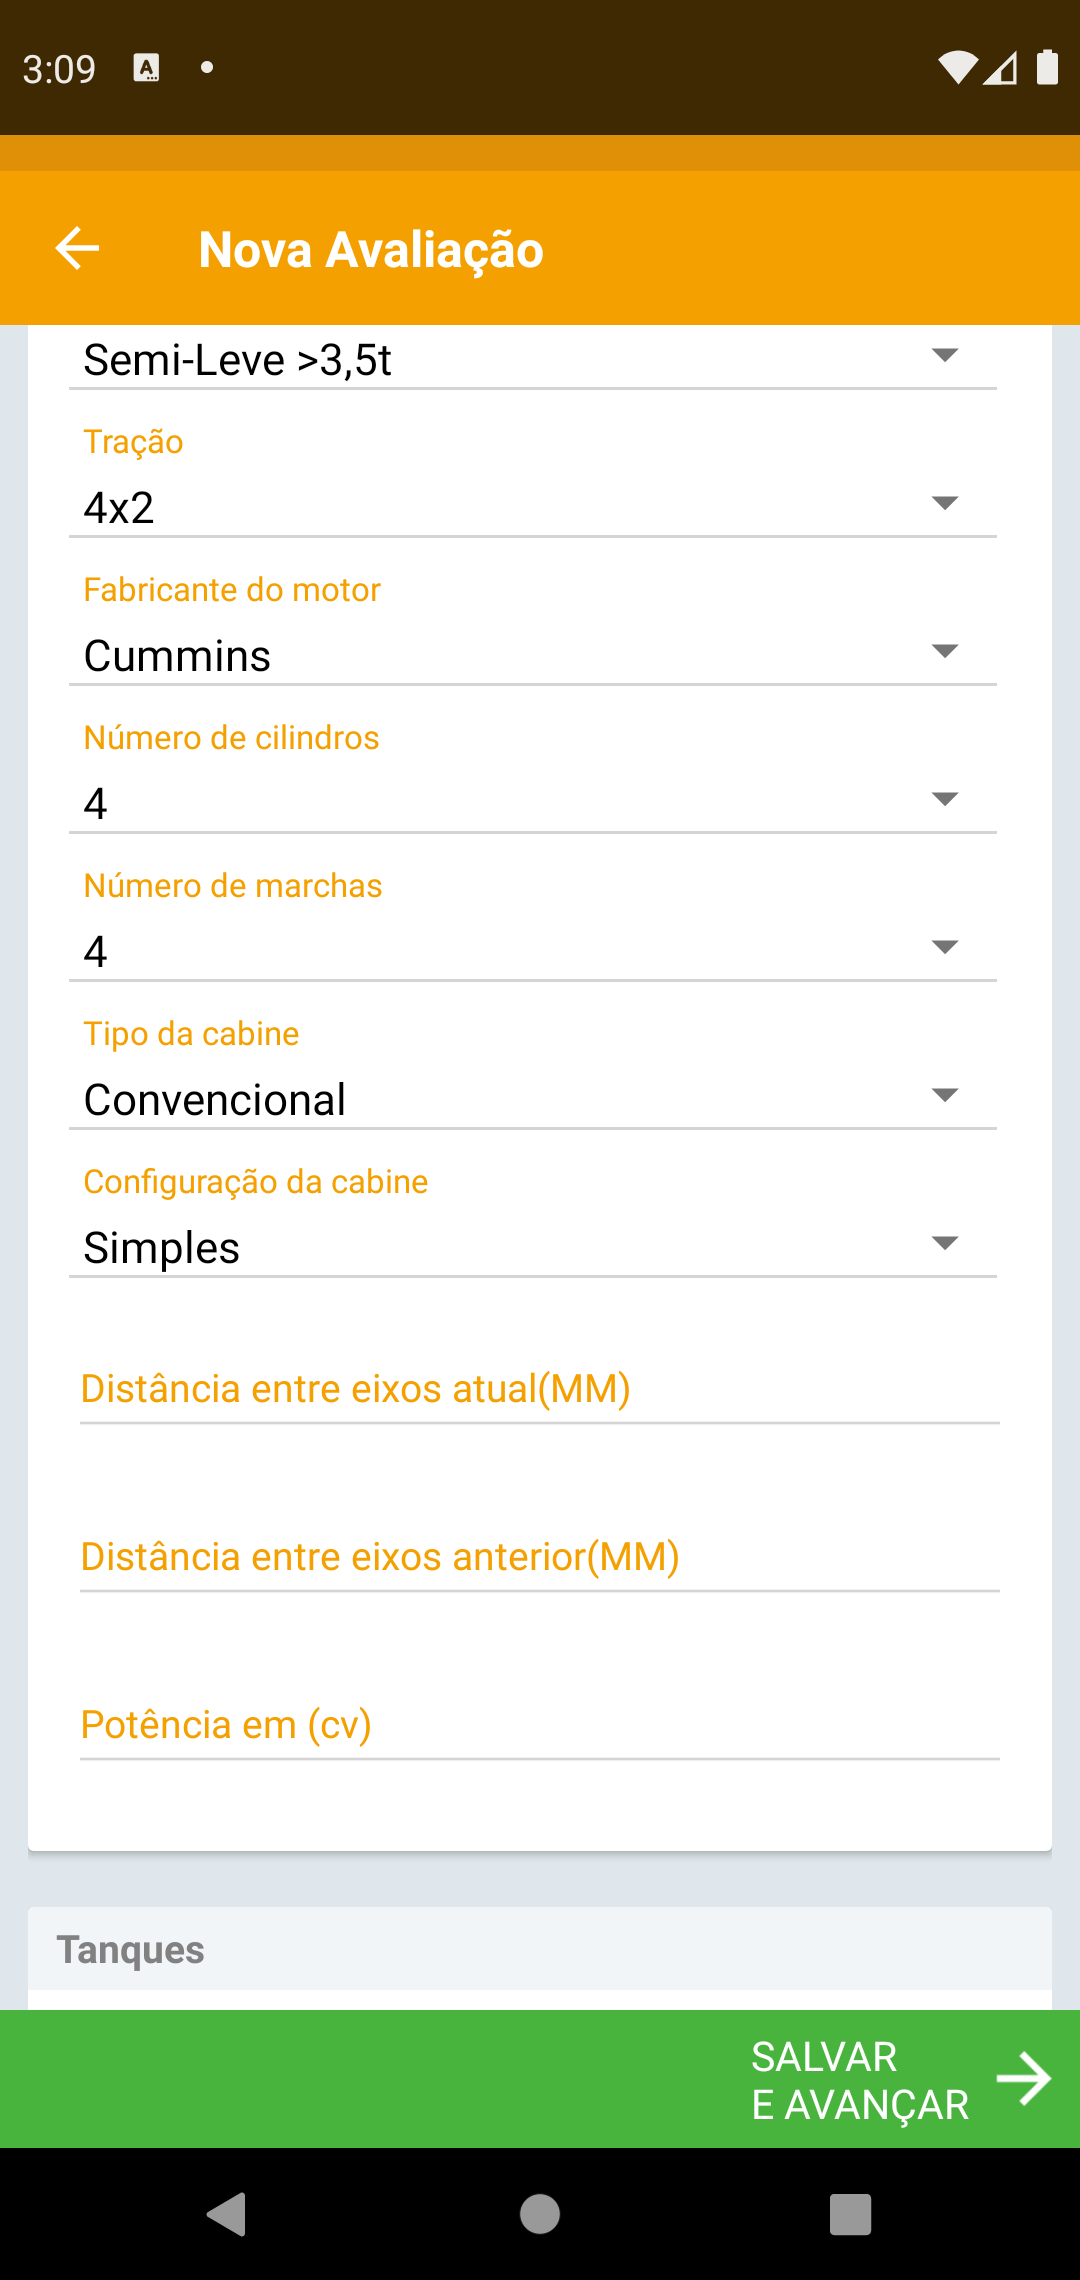 3:09
Nova Avaliação
Semi-Leve >3,5t
Tração
4x2
Fabricante do motor
Cummins
Número de cilindros
4
Número de marchas
4
Tipo da cabine
Convencional
Configuração da cabine
Simples
Distância entre eixos atual(MM)
Distância entre eixos anterior(MM)
Potência em (cv)
Tanques
SALVAR
E AVANÇAR